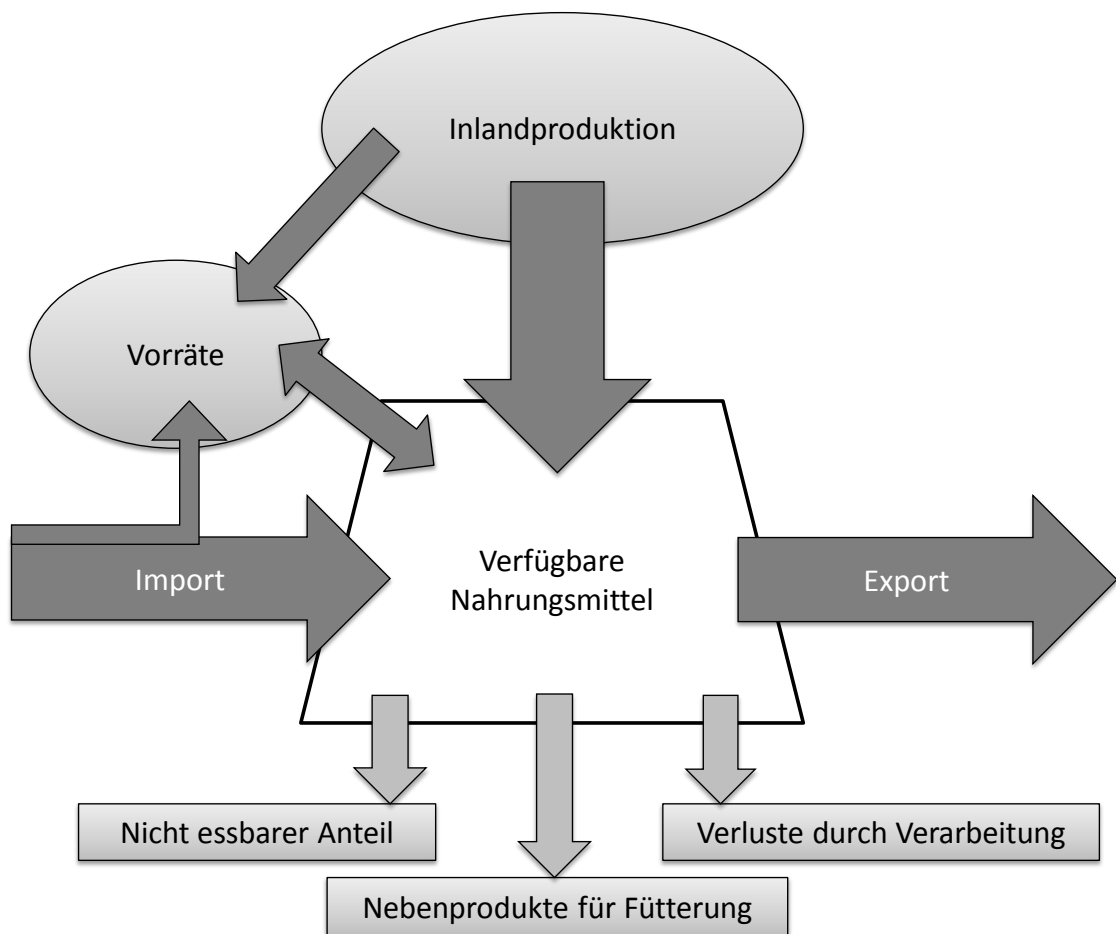 Inlandproduktion
Vorräte
Import
Verfügbare
Nahrungsmittel
Export
Nicht essbarer Anteil
Verluste durch Verarbeitung
Nebenprodukte für Fütterung